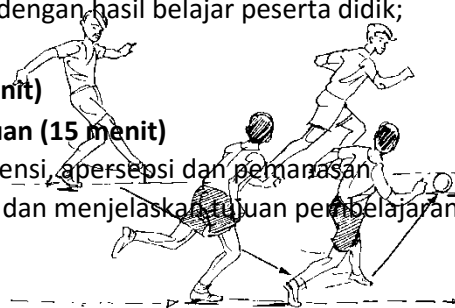 dengan hasil belajar peserta didik;
nit)
uan (15 menit)
ensi, apersepsi dan pemanasan
dan menjelaskan tujuan pembelajaran